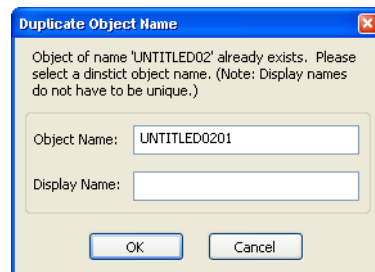 Duplicate Object Name
Object of name 'UNTITLED02' already exists. Please
select a dinstict object name. (Note: Display names
do not have to be unique.)
Object Name: UNTITLED0201
Display Name:
OK Cancel